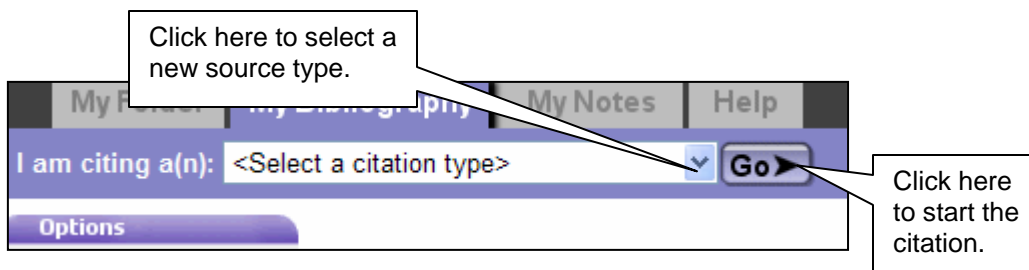 Click here to select a
new source type.
My Notes
Help
I am citing a(n): <Select a citation type> Go
Options
Click here
to start the
citation.